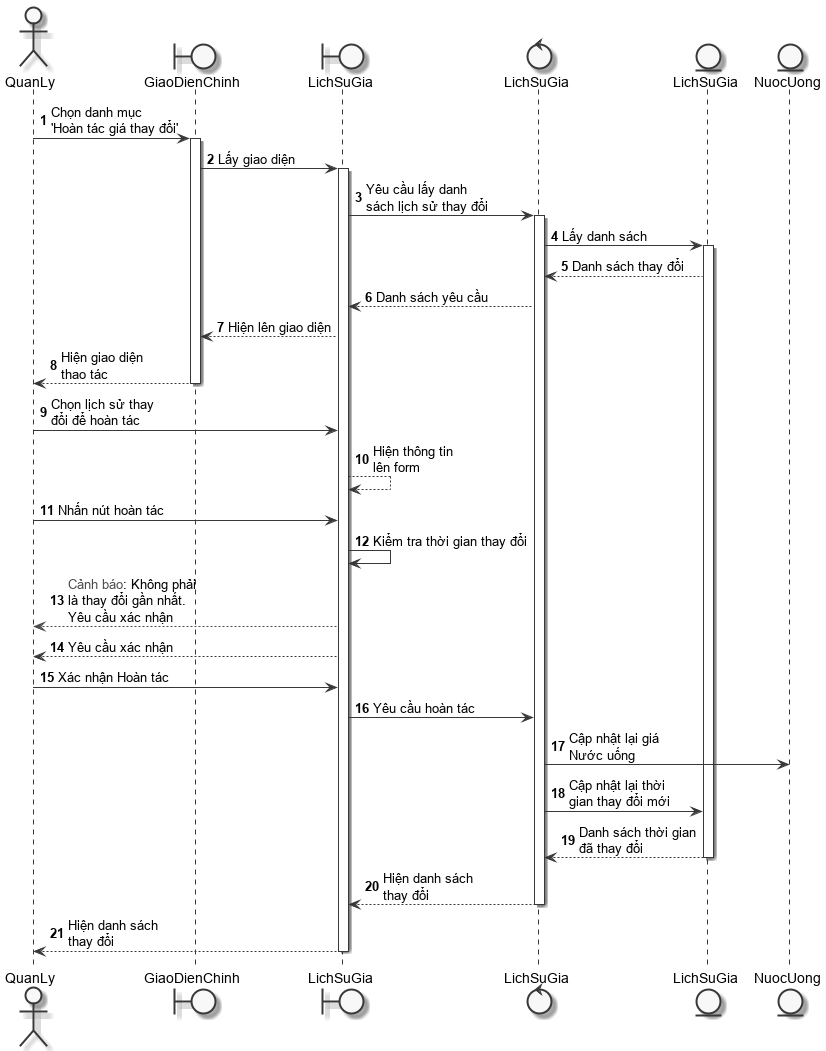 QuanLy
GiaoDienChinh
LichSuGia
LichSuGia
LichSuGia
NuocUong
1 Chọn danh mục
'Hoàn tác giá thay đổi'
2 Lấy giao diện
3 Yêu cầu lấy danh
sách lịch sử thay đổi
4 Lấy danh sách
5 Danh sách thay đổi
6 Danh sách yêu cầu
7 Hiện lên giao diện
8 Hiện giao diện
thao tác
9 Chọn lịch sử thay
đổi để hoàn tác
10 Hiện thông tin
lên form
11 Nhấn nút hoàn tác
12 Kiểm tra thời gian thay đổi
13 Cảnh báo: Không phải
là thay đổi gần nhất.
Yêu cầu xác nhận
14 Yêu cầu xác nhận
15 Xác nhận Hoàn tác
16 Yêu cầu hoàn tác
17 Cập nhật lại giá
Nước uống
18 Cập nhật lại thời
gian thay đổi mới
19 Danh sách thời gian
đã thay đổi
20 Hiện danh sách
thay đổi
21 Hiện danh sách
thay đổi
QuanLy
GiaoDienChinh
LichSuGia
LichSuGia
LichSuGia
NuocUong